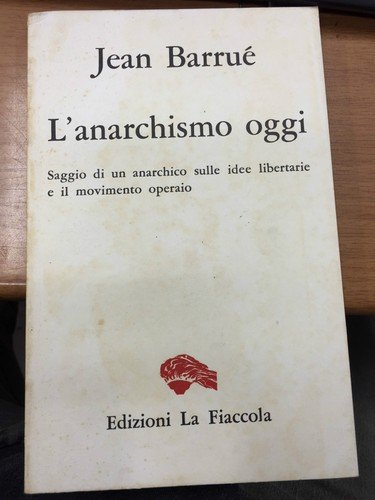 Jean Barrué
L'anarchismo oggi
Saggio di un anarchico sulle idee libertarie
e il movimento operaio
Edizioni La Fiaccola